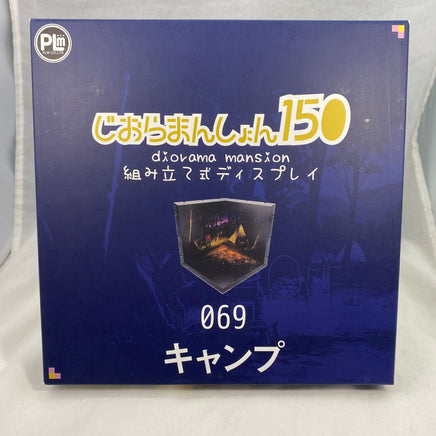 PLM
じおらまんしょん150
diorama mansion
組み立て式ディスプレイ
069
キャンプ